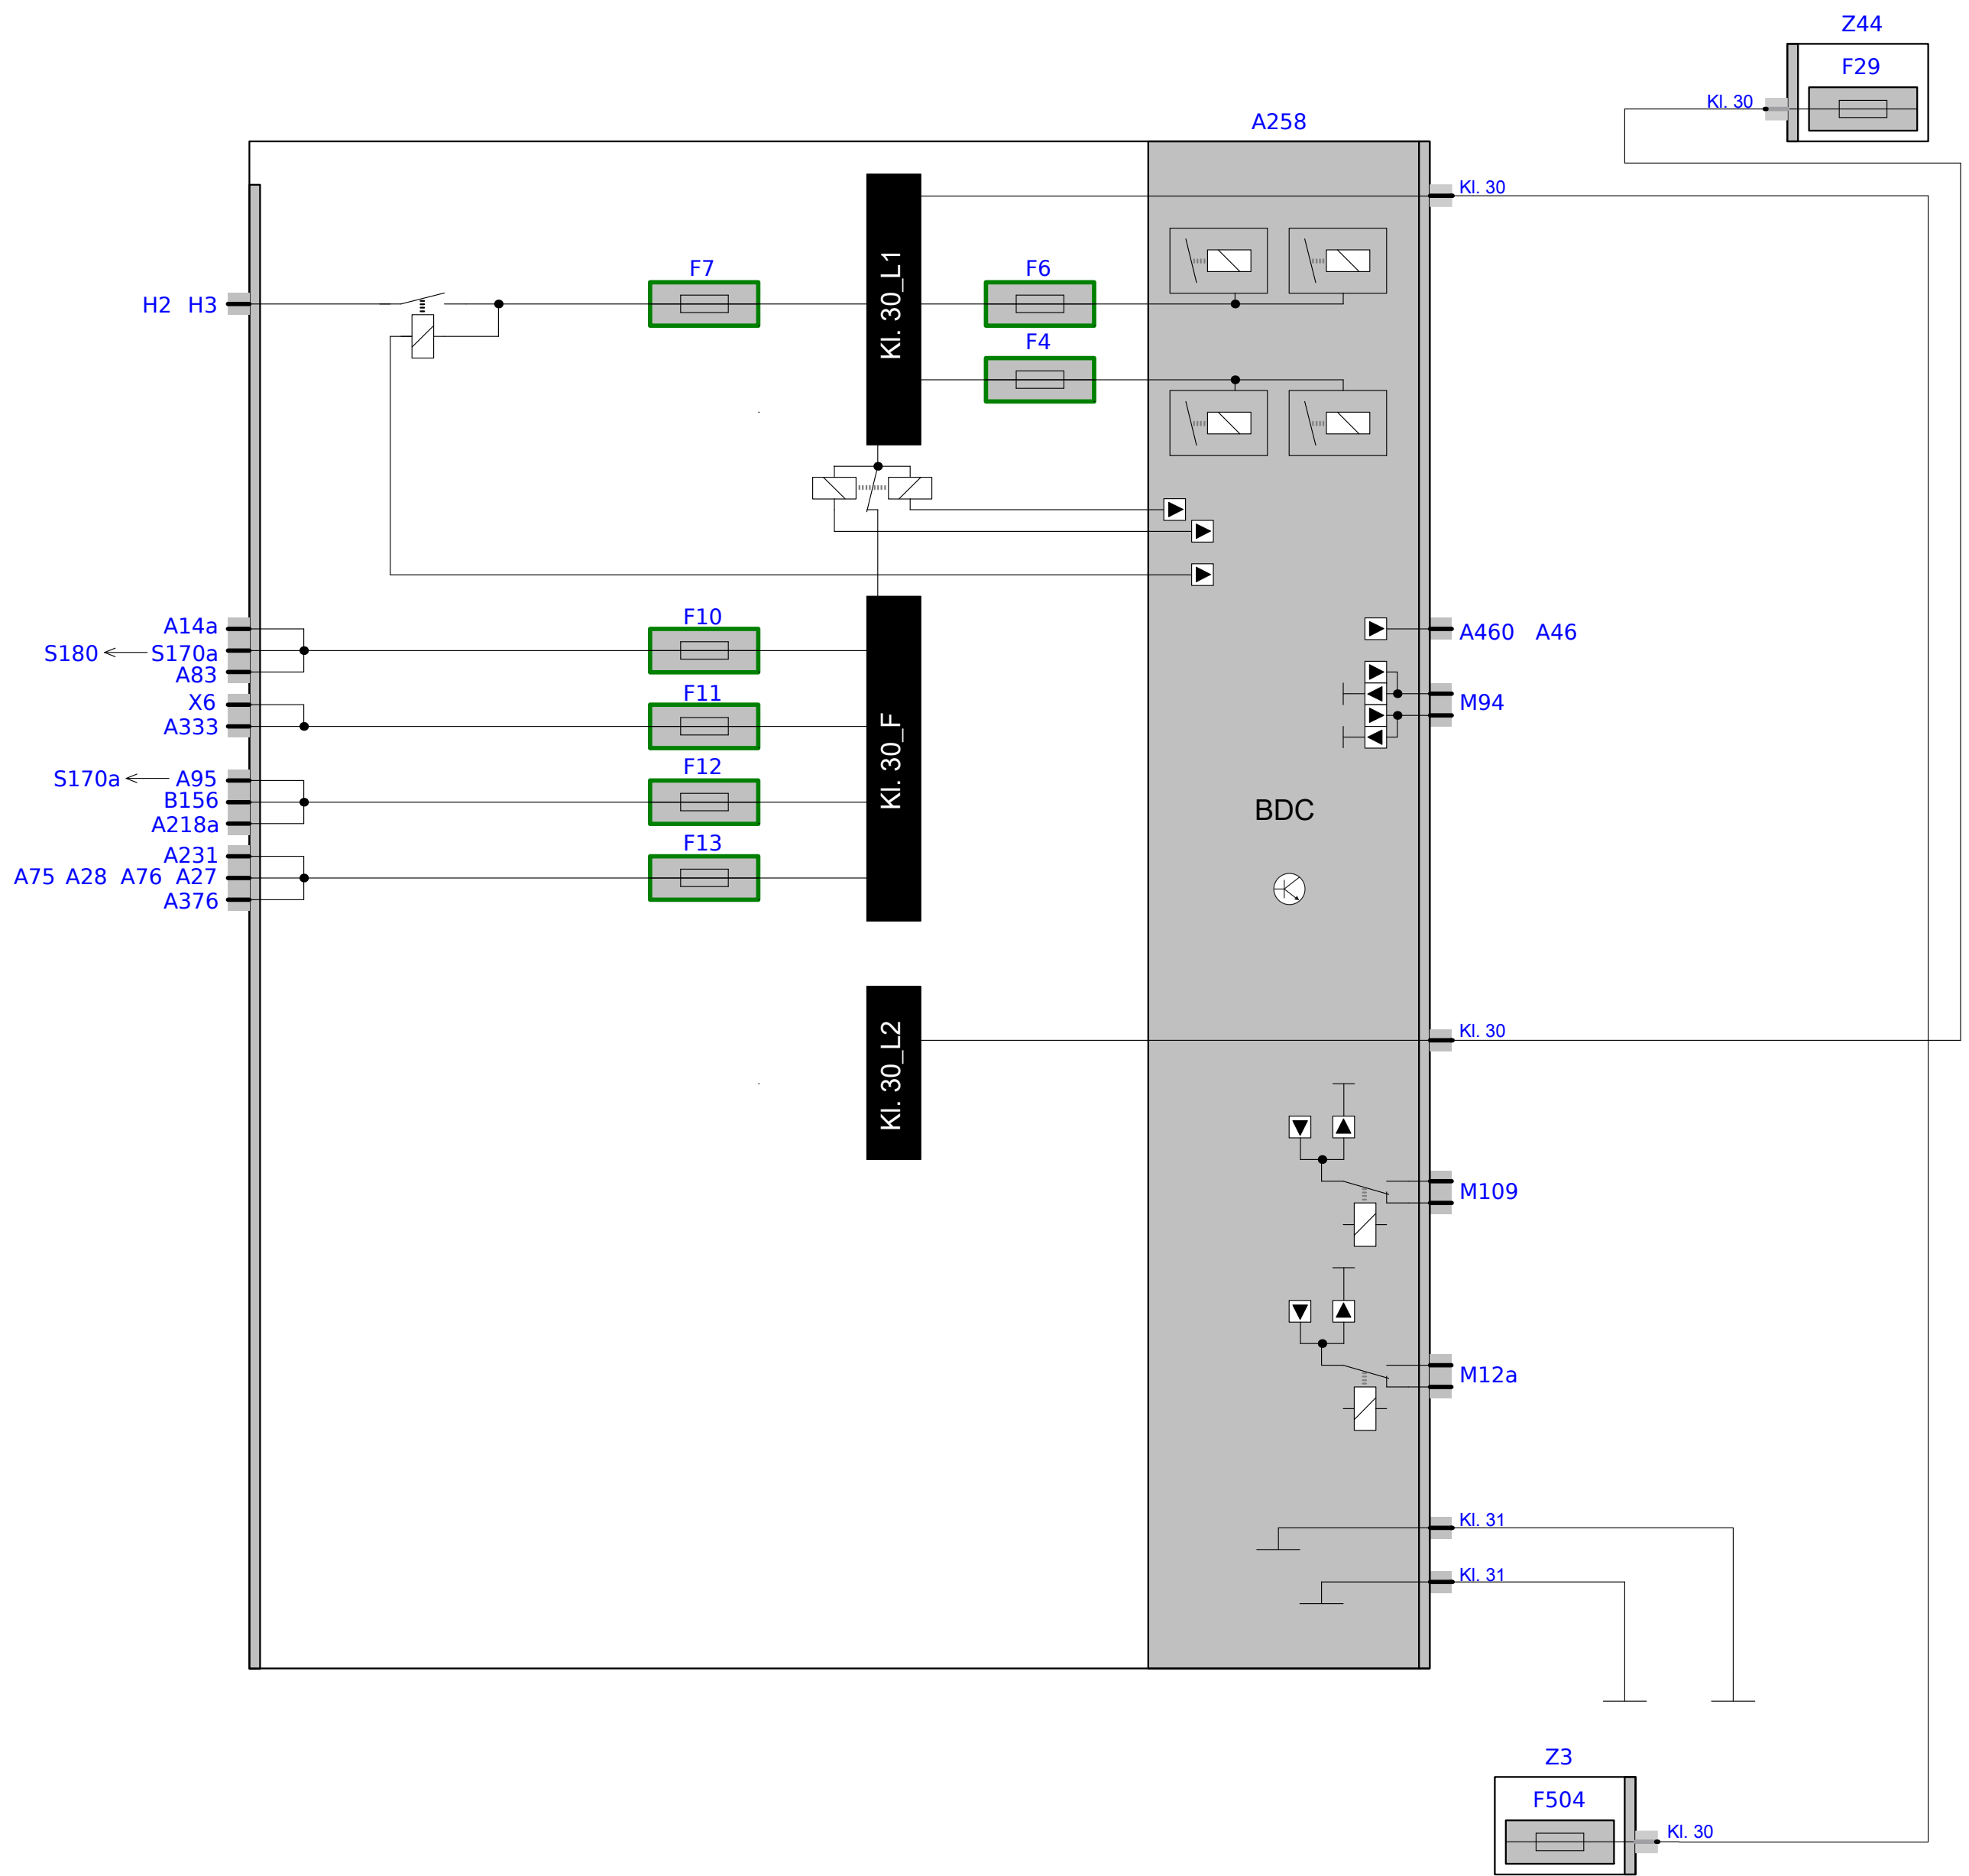 Z44
F29
Kl. 30
A258
Kl. 30
F7
F6
H2 H3
Kl. 30_L1
F4
F10
A14a
S180 S170a
A83
A460 A46
F11
X6
A333
M94
Kl. 30_F
F12
S170a A95
B156
A218a
BDC
F13
A231
A75 A28 A76 A27
A376
Kl. 30_L2
Kl. 30
M109
M12a
Kl. 31
Kl. 31
Z3
F504
Kl. 30